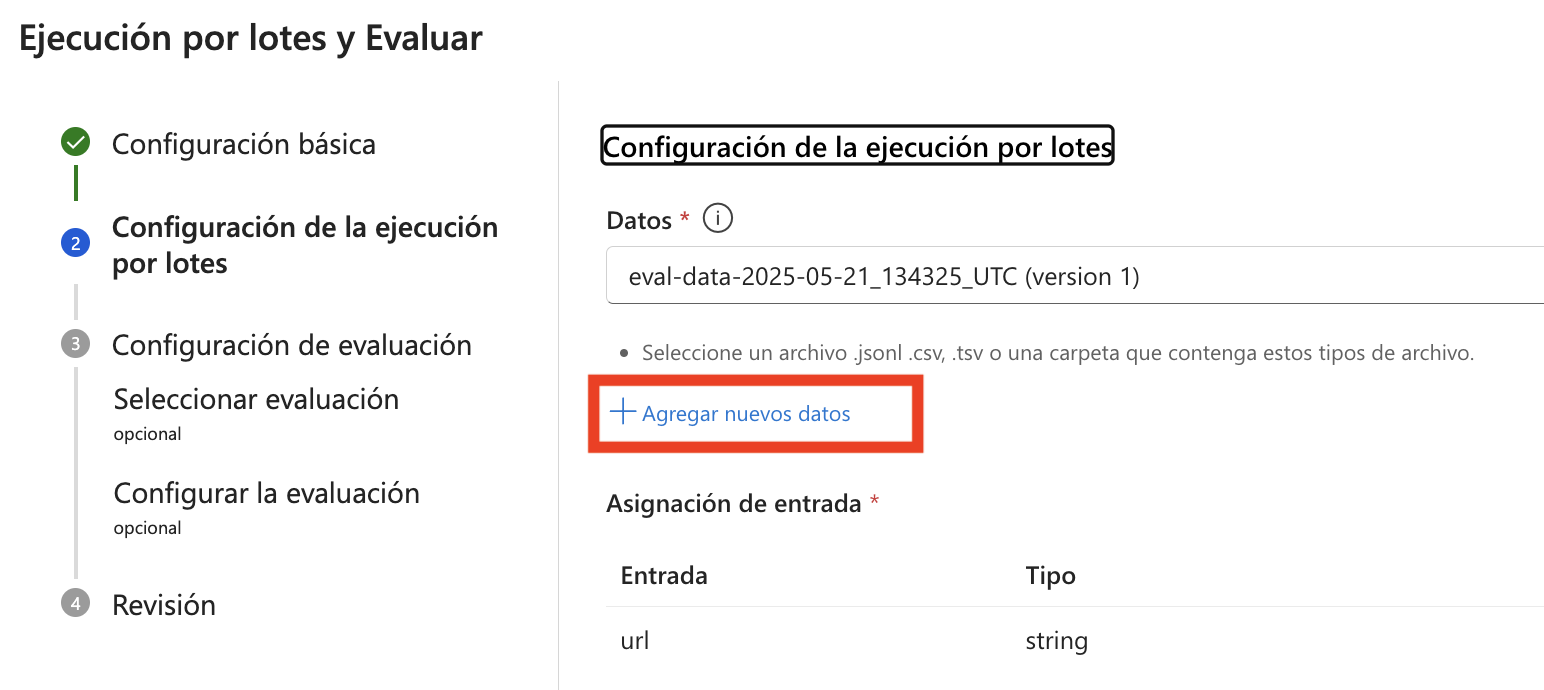 Ejecución por lotes y Evaluar
Configuración básica
2
Configuración de la ejecución
por lotes
3
Configuración de evaluación
Seleccionar evaluación
opcional
Configurar la evaluación
opcional
4
Revisión
Configuración de la ejecución por lotes
Datos * i
eval-data-2025-05-21_134325_UTC (version 1)
• Seleccione un archivo .jsonl .csv, .tsv o una carpeta que contenga estos tipos de archivo.
+ Agregar nuevos datos
Asignación de entrada *
Entrada Tipo
url string